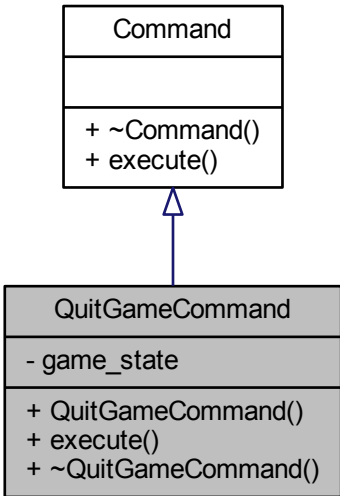 Command
+ ~Command()
+ execute()
QuitGameCommand
- game_state
+ QuitGameCommand()
+ execute()
+ ~QuitGameCommand()